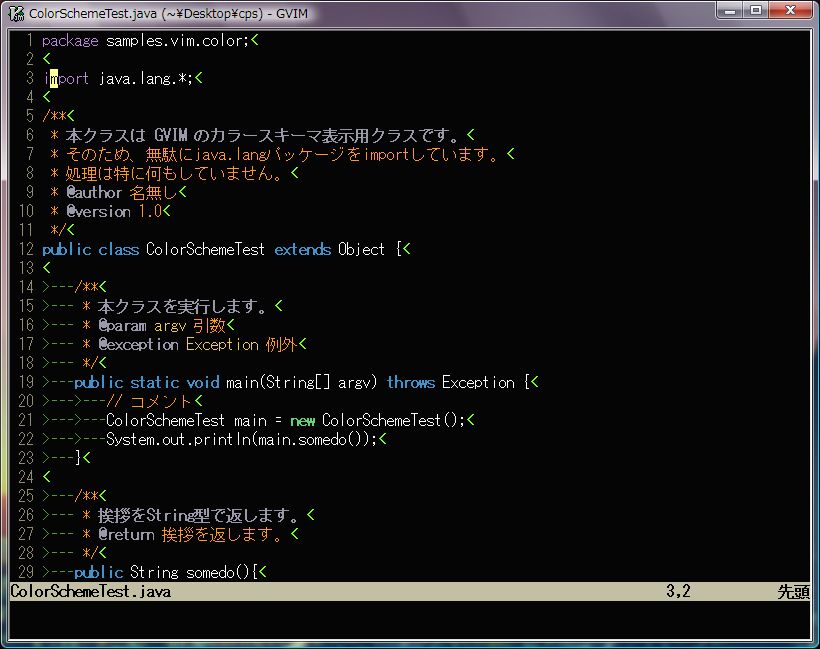 ColorSchemeTest.java (~¥Desktop¥cps) - GVIM
1 package samples.vim.color;<
2 <
3 import java.lang.*;<
4 <
5 /**<
6  * 本クラスは GVIM のカラースキーマ表示用クラスです。<
7  * そのため、無駄にjava.langパッケージをimportしています。<
8  * 処理は特に何もしていません。<
9  * @author 名無し<
10  * @version 1.0<
11  */<
12 public class ColorSchemeTest extends Object {<
13 <
14 >---/**<
15 >--- * 本クラスを実行します。<
16 >--- * @param argv 引数<
17 >--- * @exception Exception 例外<
18 >--- */<
19 >---public static void main(String[] argv) throws Exception {<
20 >--->---// コメント<
21 >--->---ColorSchemeTest main = new ColorSchemeTest();<
22 >--->---System.out.println(main.somedo());<
23 >---}<
24 <
25 >---/**<
26 >--- * 挨拶をString型で返します。<
27 >--- * @return 挨拶を返します。<
28 >--- */<
29 >---public String somedo(){<
ColorSchemeTest.java 3,2 先頭